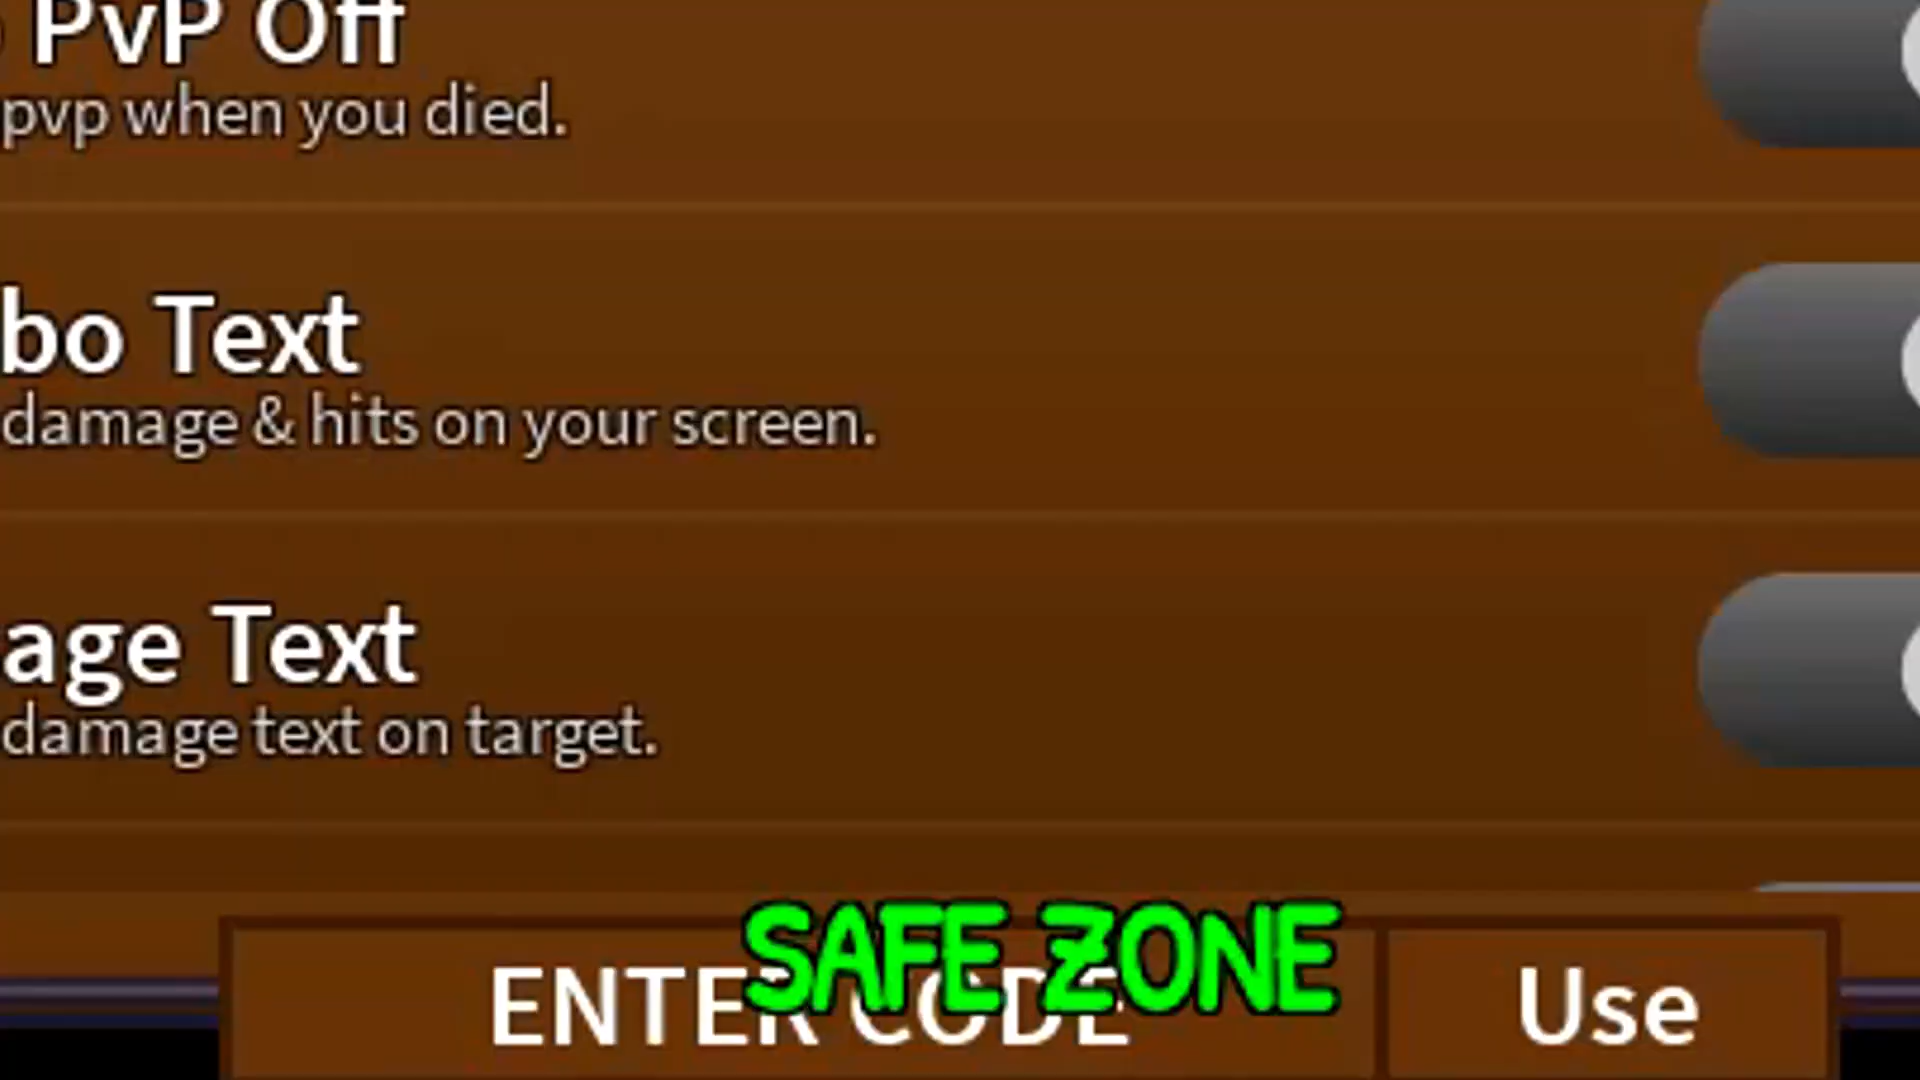 PvP Off
pvp when you died.
bo Text
damage & hits on your screen.
age Text
damage text on target.
SAFE ZONE
ENTER CODE
Use